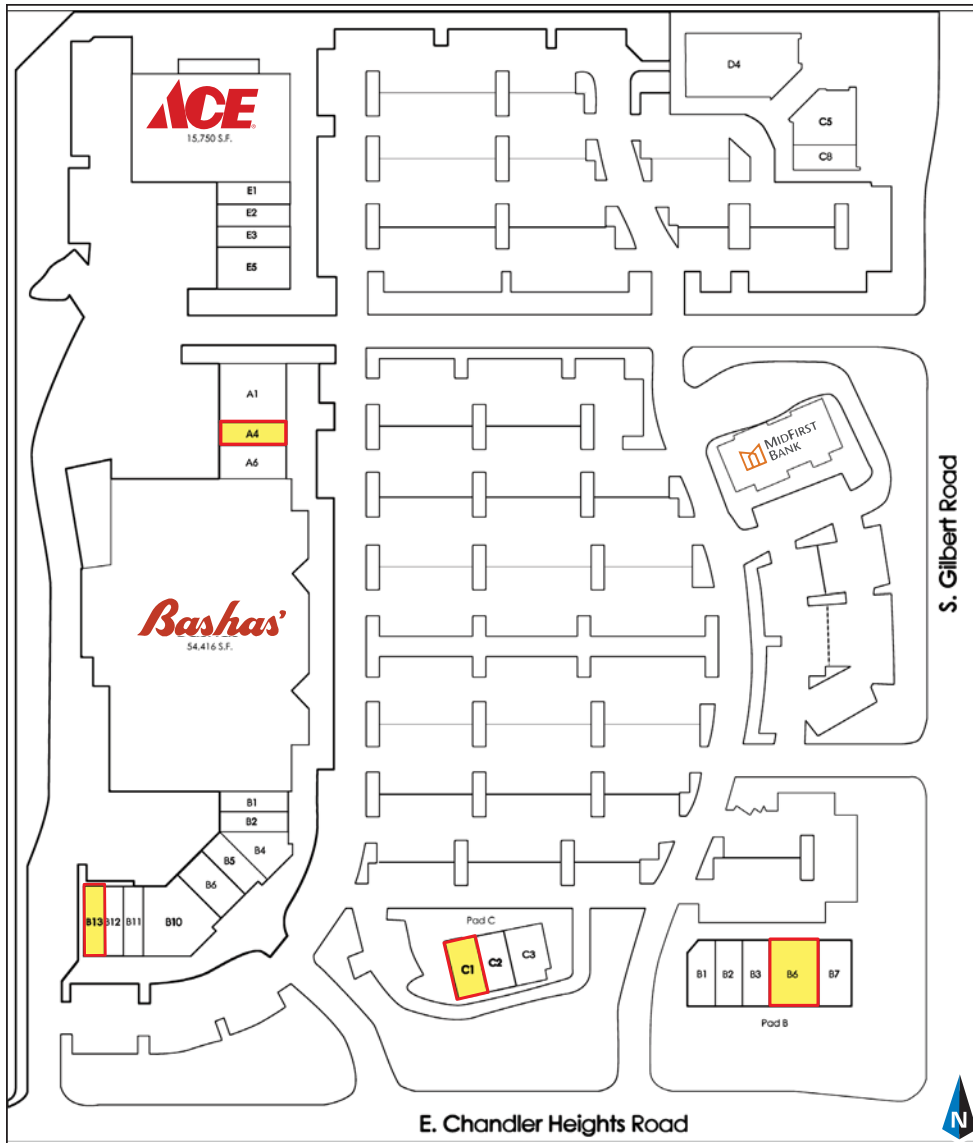 D4
ACE
15,750 S.F.
C5
C8
E1
E2
E3
E5
A1
A4
A6
MIDFIRST
BANK
S. Gilbert Road
Bashas'
54,416 S.F.
B1
B2
B4
B5
B6
B13
B12
B11
B10
Pad C
C1
C2
C3
B1
B2
B3
B6
B7
Pad B
E. Chandler Heights Road
N